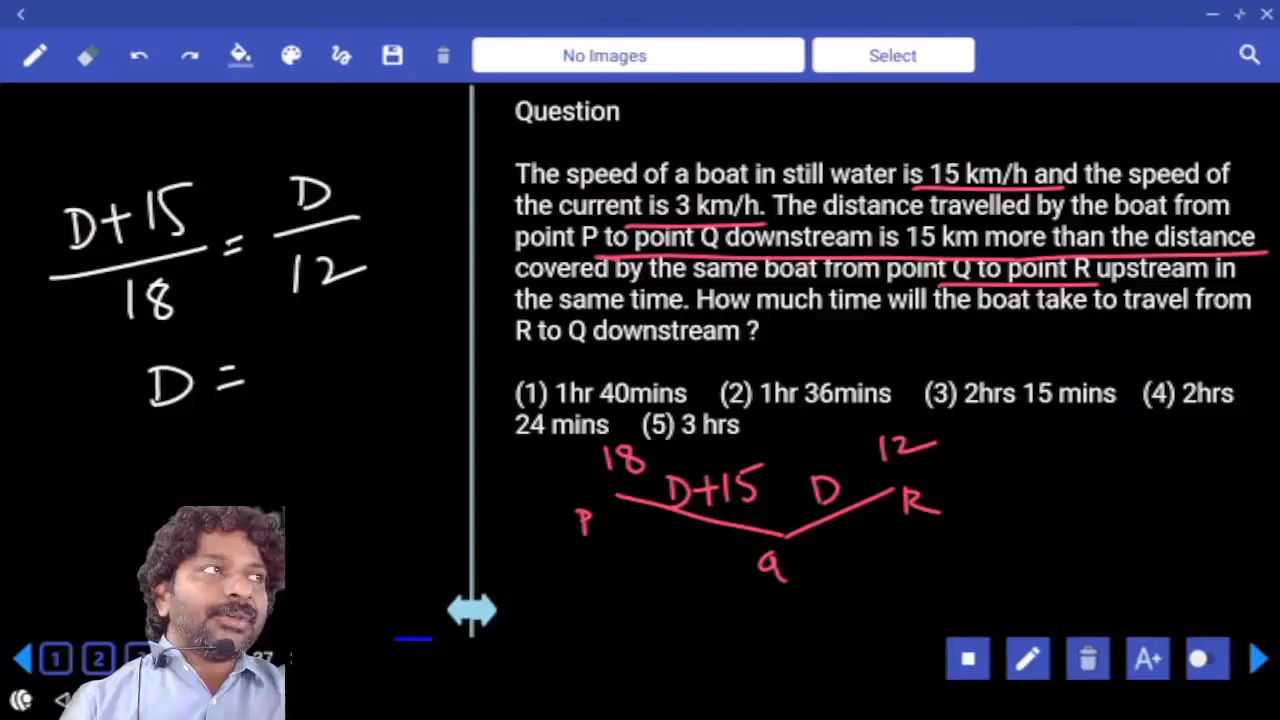 No Images
Select
D+15
18
=
D
12
D =
Question
The speed of a boat in still water is 15 km/h and the speed of
the current is 3 km/h. The distance travelled by the boat from
point P to point Q downstream is 15 km more than the distance
covered by the same boat from point Q to point R upstream in
the same time. How much time will the boat take to travel from
R to Q downstream ?
(1) 1hr 40mins (2) 1hr 36mins (3) 2hrs 15 mins (4) 2hrs
24 mins (5) 3 hrs
18 D+15 D 12
P Q R
1 2 27
A+